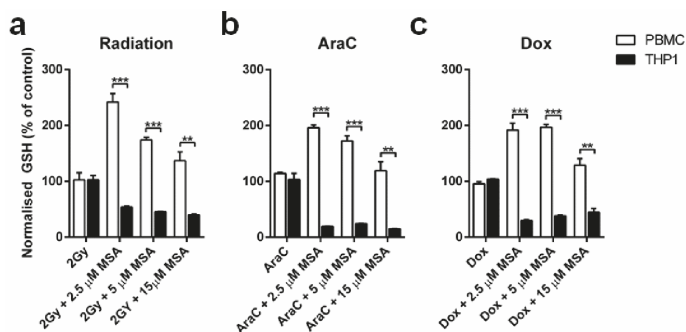 a
Radiation
Normalised GSH (% of control)
300
200
100
0
***
***
**
2Gy
2Gy + 2.5 µM MSA
2Gy + 5 µM MSA
2GY + 15µM MSA
b
AraC
300
200
100
0
***
***
**
AraC
AraC + 2.5 µM MSA
AraC + 5 µM MSA
AraC + 15 µM MSA
c
Dox
300
200
100
0
***
***
**
Dox
Dox + 2.5 µM MSA
Dox + 5 µM MSA
Dox + 15 µM MSA
PBMC
THP1